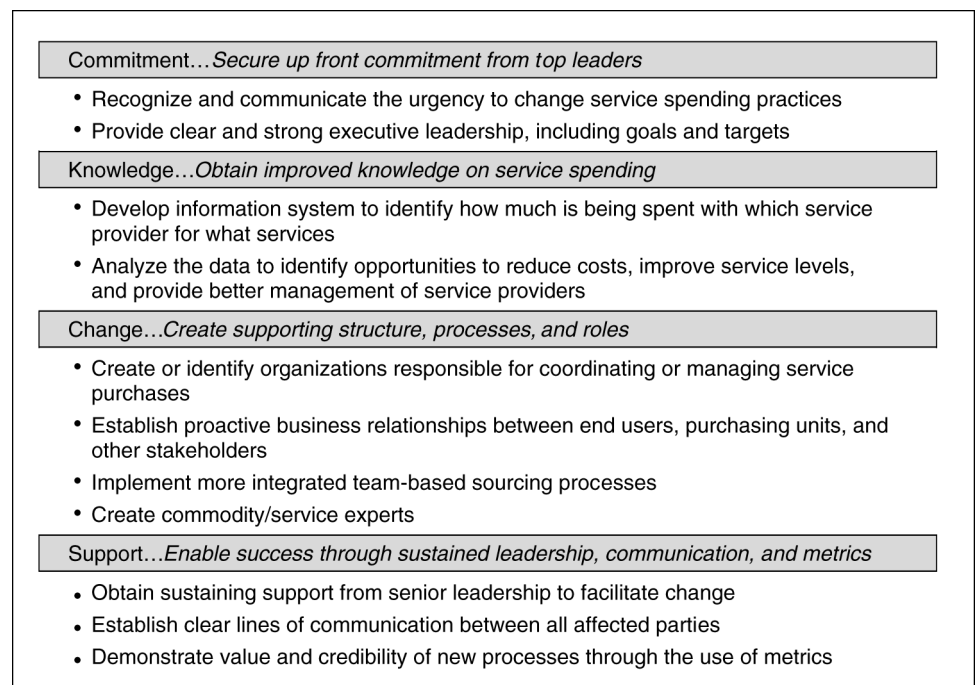 Commitment…Secure up front commitment from top leaders
• Recognize and communicate the urgency to change service spending practices
• Provide clear and strong executive leadership, including goals and targets
Knowledge…Obtain improved knowledge on service spending
• Develop information system to identify how much is being spent with which service
provider for what services
• Analyze the data to identify opportunities to reduce costs, improve service levels,
and provide better management of service providers
Change…Create supporting structure, processes, and roles
• Create or identify organizations responsible for coordinating or managing service
purchases
• Establish proactive business relationships between end users, purchasing units, and
other stakeholders
• Implement more integrated team-based sourcing processes
• Create commodity/service experts
Support…Enable success through sustained leadership, communication, and metrics
• Obtain sustaining support from senior leadership to facilitate change
• Establish clear lines of communication between all affected parties
• Demonstrate value and credibility of new processes through the use of metrics